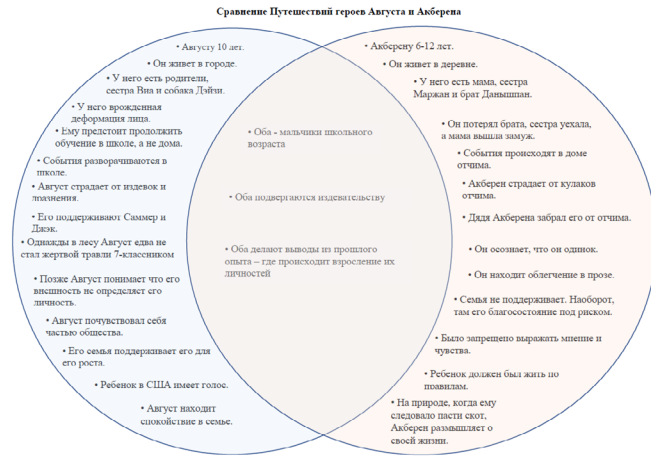 Сравнение Путешествий героев Августа и Акберена
• Августу 10 лет.
• Он живет в городе.
• У него есть родители,
сестра Виа и собака Дэйзи.
• У него врожденная
деформация лица.
• Ему предстоит продолжить
обучение в школе, а не дома.
• События разворачиваются в
школе.
• Август страдает от издевок и
дразнения.
• Его поддерживают Саммер и
Джэк.
• Однажды в лесу Август едва не
стал жертвой травли 7-классником
• Позже Август понимает что его
внешность не определяет его
личность.
• Август почувствовал себя
частью общества.
• Его семья поддерживает его для
его роста.
• Ребенок в США имеет голос.
• Август находит
спокойствие в семье.
• Оба - мальчики школьного
возраста
• Оба подвергаются издевательству
• Оба делают выводы из прошлого
опыта – где происходит взросление их
личностей
• Акберену 6-12 лет.
• Он живет в деревне.
• У него есть мама, сестра
Маржан и брат Данышпан.
• Он потерял брата, сестра уехала,
а мама вышла замуж.
• События происходят в доме
отчима.
• Акберен страдает от кулаков
отчима.
• Дядя Акберена забрал его от отчима.
• Он осознает, что он одинок.
• Он находит облегчение в прозе.
• Семья не поддерживает. Наоборот,
там его благосостояние под риском.
• Было запрещено выражать мнение и
чувства.
• Ребенок должен был жить по
правилам.
• На природе, когда ему
следовало пасти скот,
Акберен размышляет о
своей жизни.